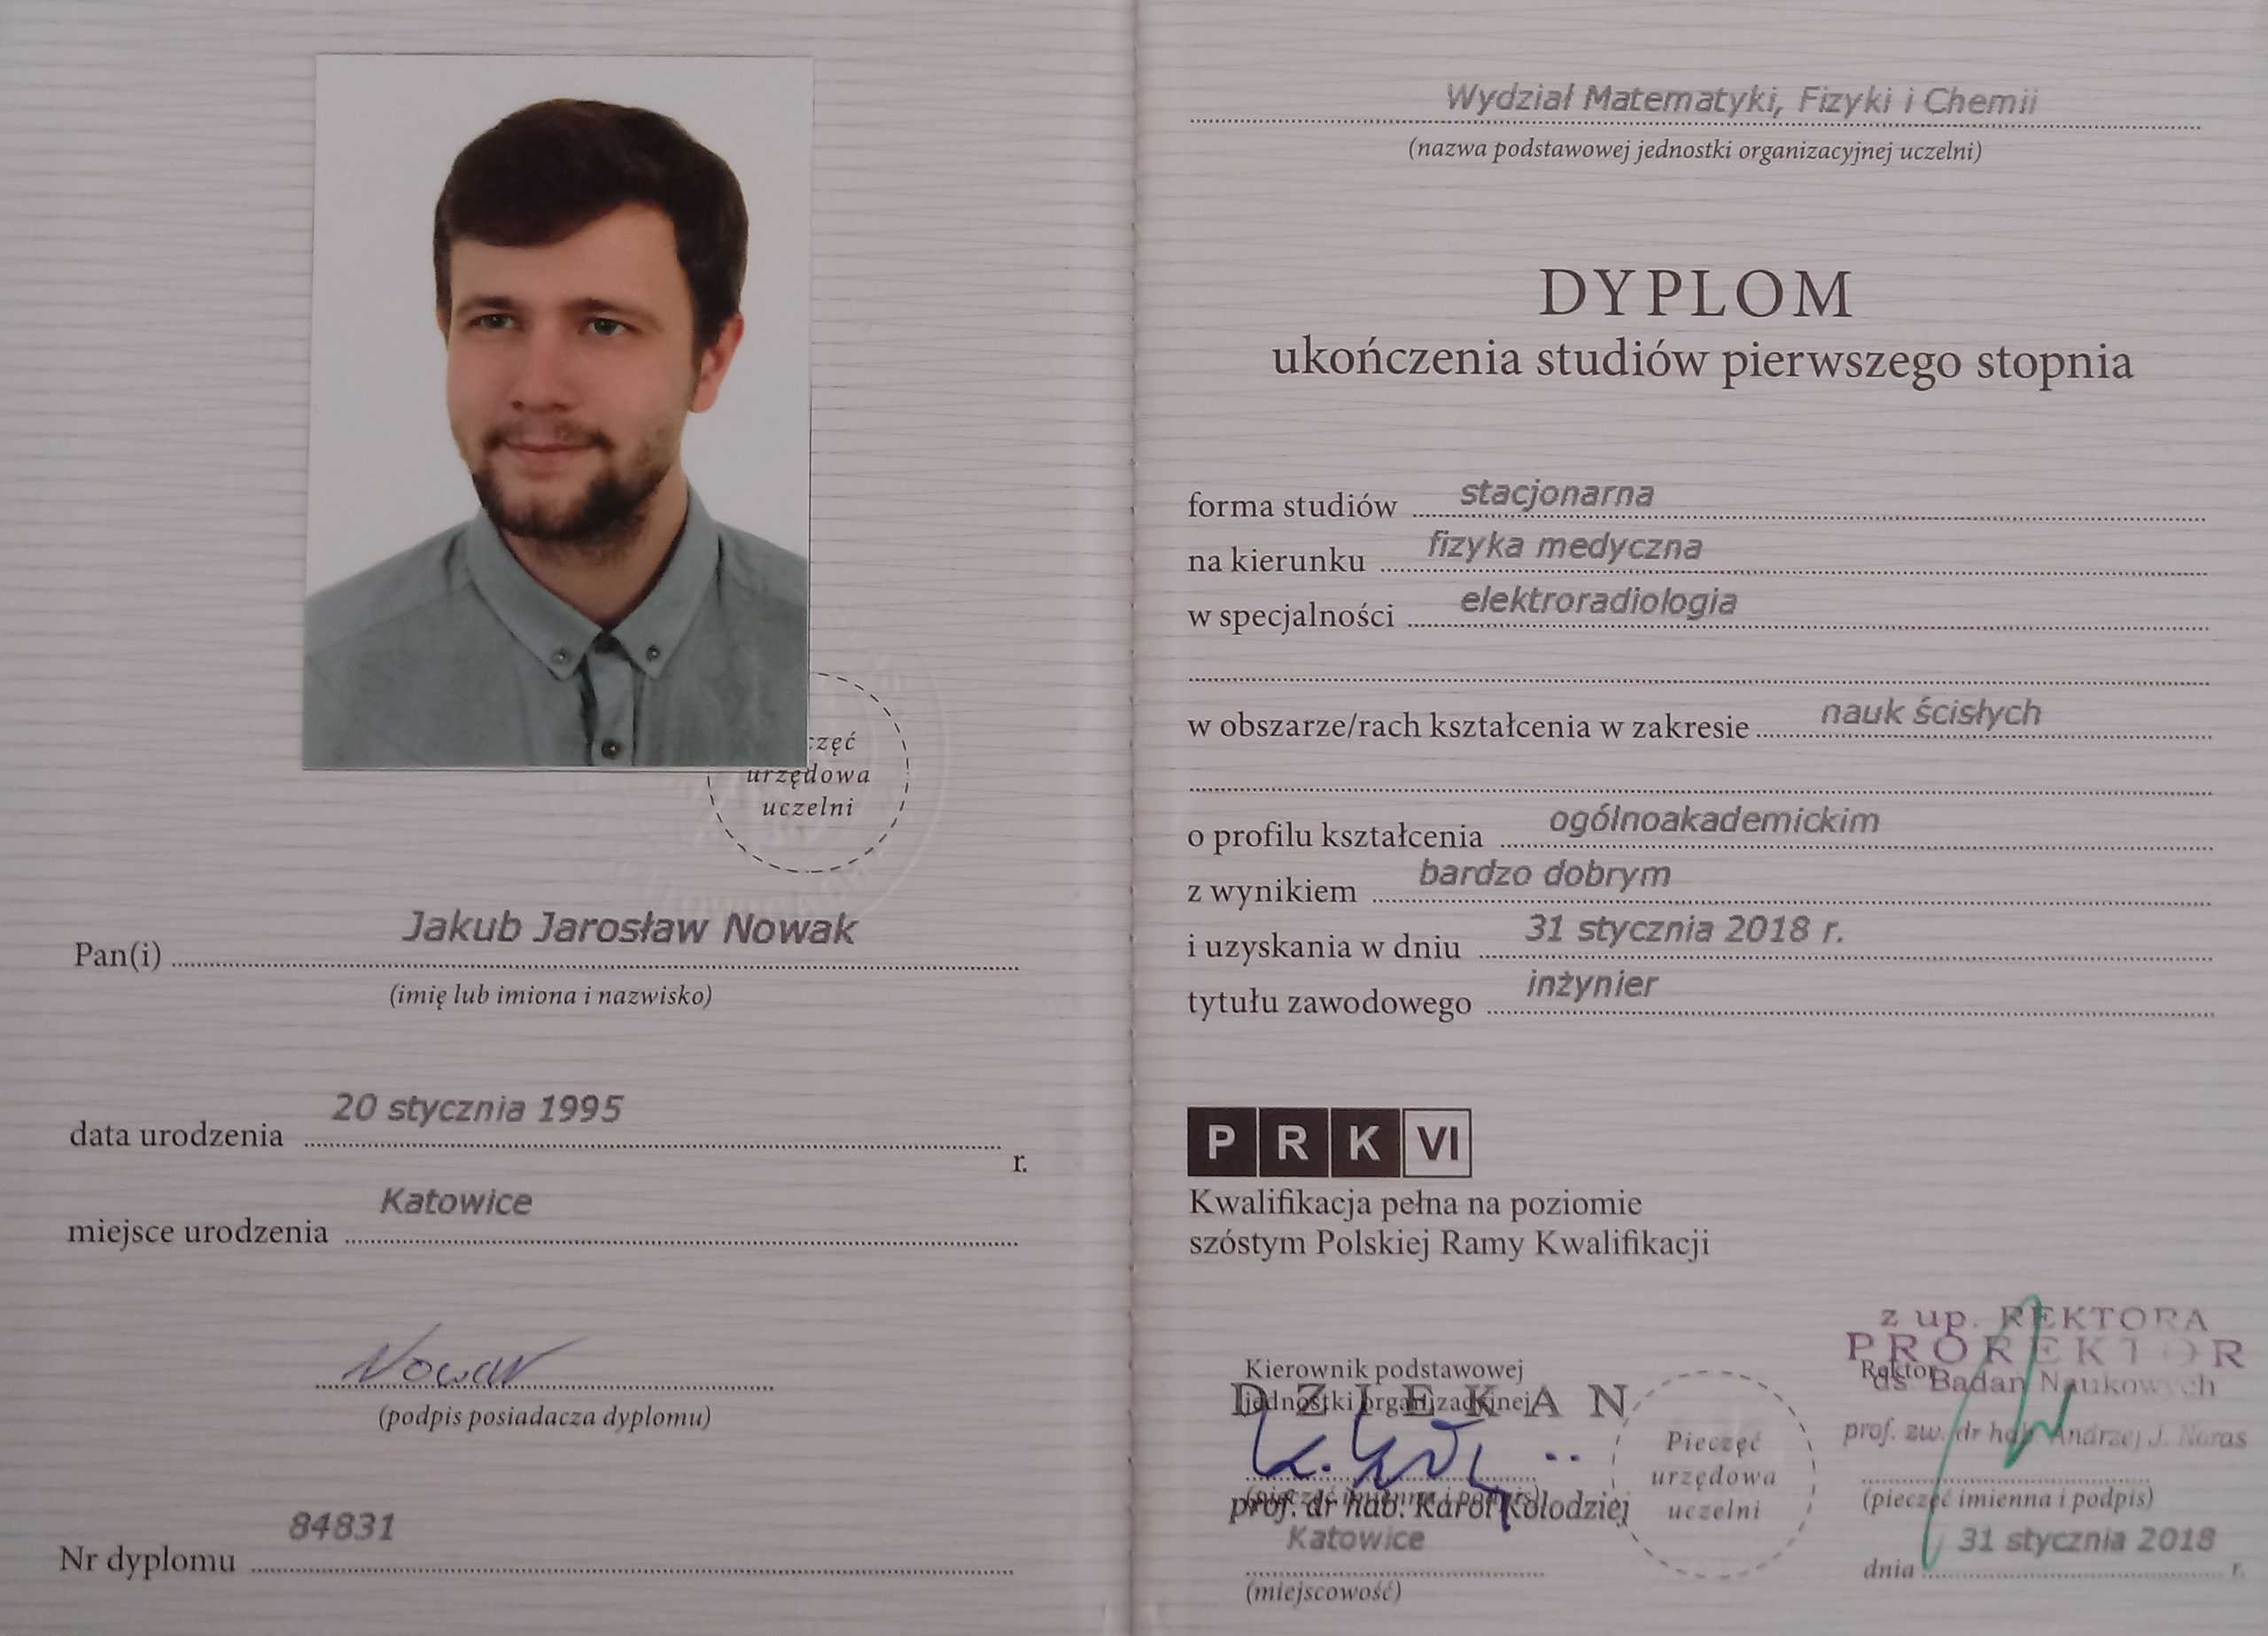 zęć
urzędowa
uczelni
Pan(i) Jakub Jarosław Nowak
(imię lub imiona i nazwisko)
data urodzenia 20 stycznia 1995 r.
miejsce urodzenia Katowice
Nowak
(podpis posiadacza dyplomu)
Nr dyplomu 84831
Wydział Matematyki, Fizyki i Chemii
(nazwa podstawowej jednostki organizacyjnej uczelni)
DYPLOM
ukończenia studiów pierwszego stopnia
forma studiów stacjonarna
na kierunku fizyka medyczna
w specjalności elektroradiologia
w obszarze/rach kształcenia w zakresie nauk ścisłych
o profilu kształcenia ogólnoakademickim
z wynikiem bardzo dobrym
i uzyskania w dniu 31 stycznia 2018 r.
tytułu zawodowego inżynier
P R K VI
Kwalifikacja pełna na poziomie
szóstym Polskiej Ramy Kwalifikacji
Kierownik podstawowej
jednostki organizacyjnej
DZIEKAN
(pieczęć imienna i podpis)
prof. dr hab. Karol Kołodziej
Katowice
(miejscowość)
Pieczęć
urzędowa
uczelni
z up. REKTORA
PROREKTOR
Rektor
ds. Badań Naukowych
prof. zw. dr hab. Andrzej J. Noras
(pieczęć imienna i podpis)
dnia 31 stycznia 2018 r.